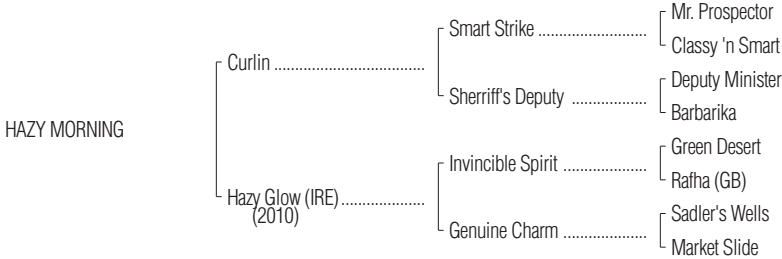 Mr. Prospector
Smart Strike ...........................
Classy 'n Smart
Curlin ......................................
Deputy Minister
Sherriff's Deputy ...................
Barbarika
HAZY MORNING
Green Desert
Invincible Spirit .....................
Rafha (GB)
Hazy Glow (IRE).....................
(2010)
Sadler's Wells
Genuine Charm .....................
Market Slide